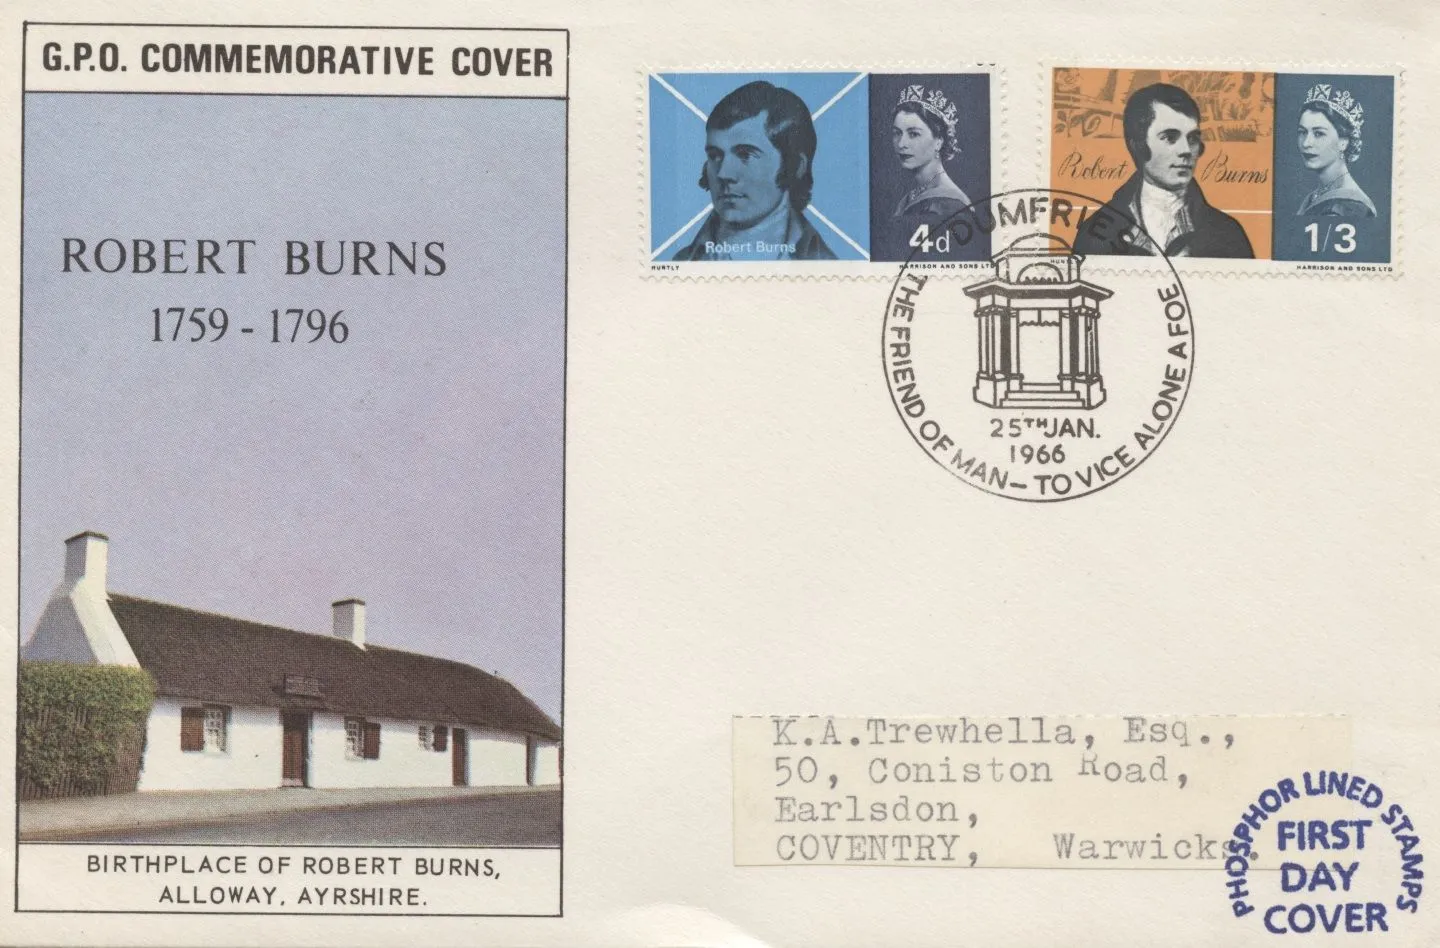 G.P.O. COMMEMORATIVE COVER
ROBERT BURNS
1759 - 1796
BIRTHPLACE OF ROBERT BURNS,
ALLOWAY, AYRSHIRE.
Robert Burns
4d
HUNTLY
HARRISON AND SONS LTD
Robert Burns
1/3
HUNTLY
HARRISON AND SONS LTD
DUMFRIES
THE FRIEND OF MAN - TO VICE ALONE A FOE
25TH JAN.
1966
K.A.Trewhella, Esq.,
50, Coniston Road,
Earlsdon,
COVENTRY, Warwicks.
PHOSPHOR LINED STAMPS
FIRST
DAY
COVER